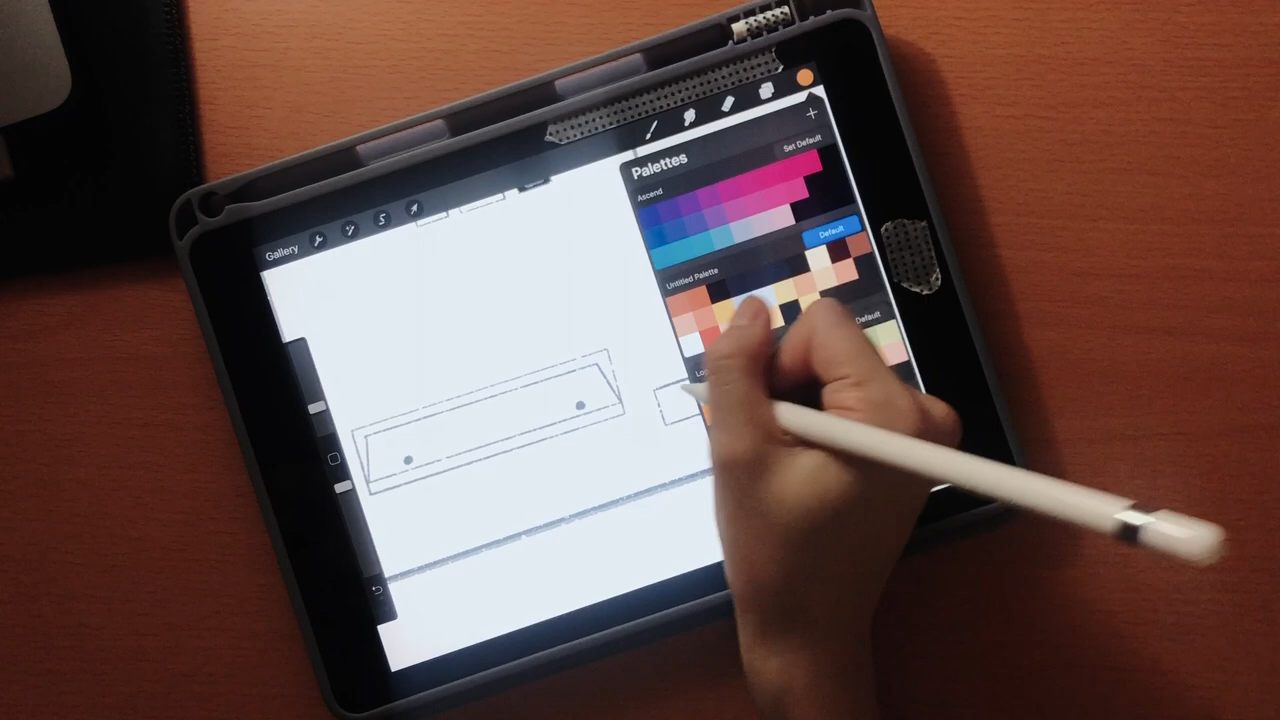 Gallery
Palettes
Set Default
Ascend
Default
Untitled Palette
Default